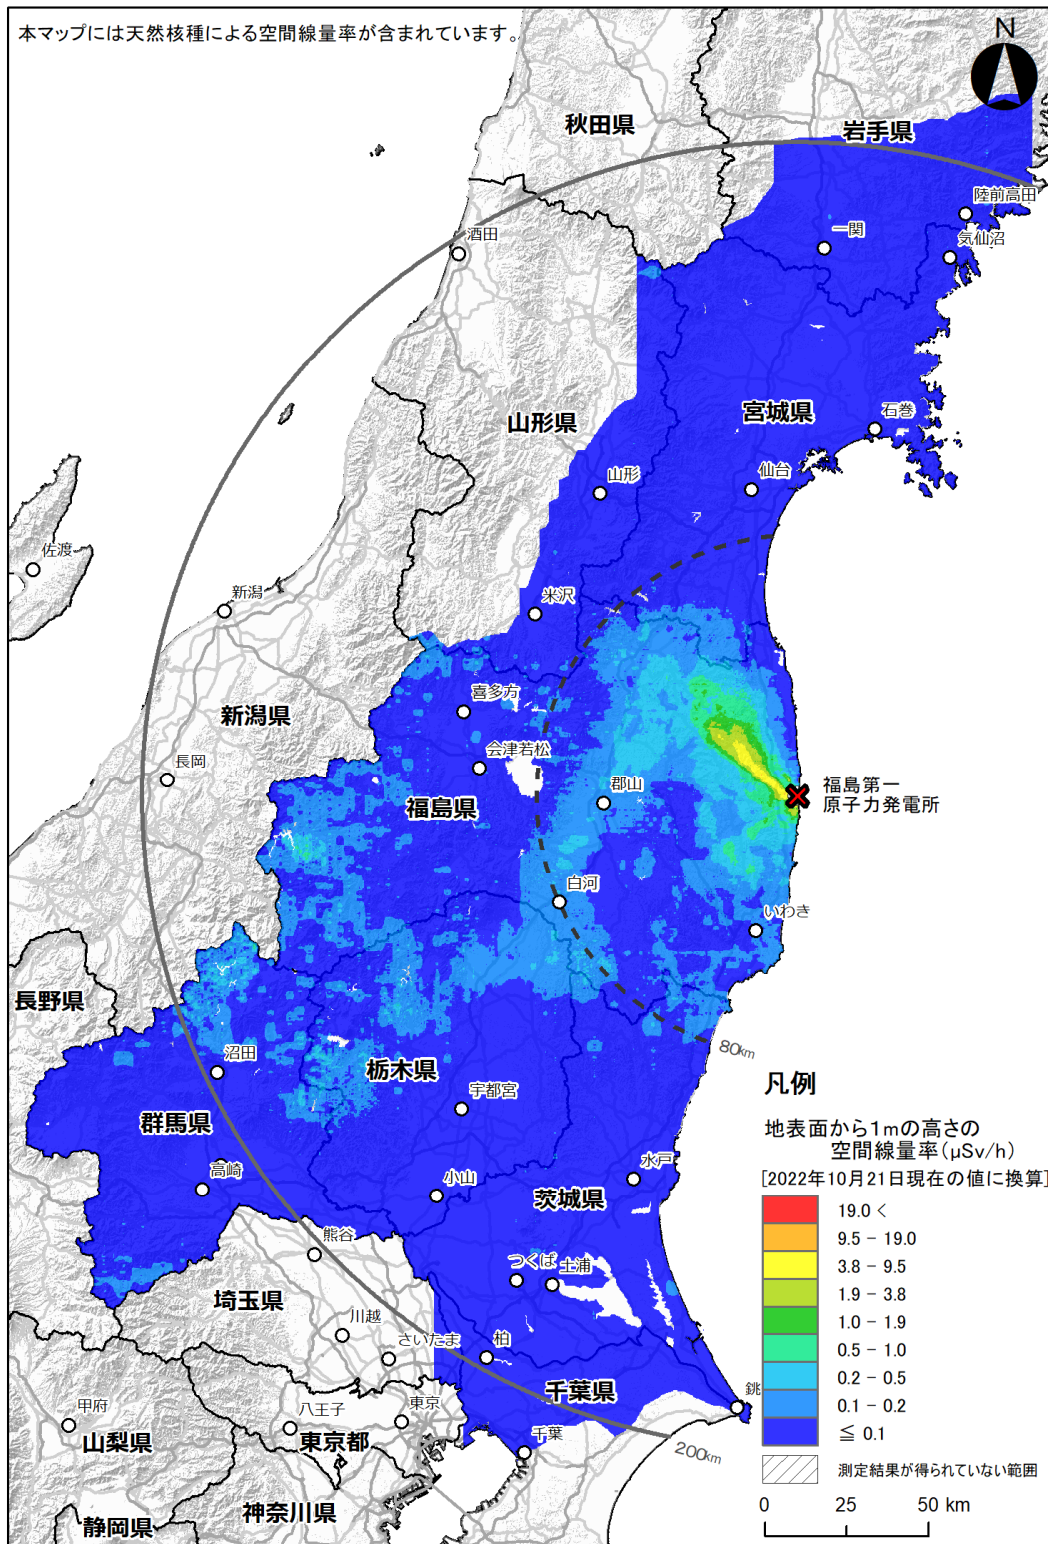 本マップには天然核種による空間線量率が含まれています。
N
秋田県
岩手県
陸前高田
酒田
一関
気仙沼
宮城県
石巻
山形県
山形
仙台
佐渡
新潟
米沢
新潟県
喜多方
会津若松
長岡
福島県
郡山
福島第一
原子力発電所
白河
いわき
長野県
80km
沼田
栃木県
宇都宮
群馬県
高崎
小山
水戸
茨城県
熊谷
つくば
土浦
埼玉県
川越
さいたま
柏
千葉県
銚
甲府
八王子
東京
山梨県
東京都
千葉
200km
静岡県
神奈川県
凡例
地表面から1mの高さの
空間線量率(μSv/h)
[2022年10月21日現在の値に換算]
19.0 <
9.5 - 19.0
3.8 - 9.5
1.9 - 3.8
1.0 - 1.9
0.5 - 1.0
0.2 - 0.5
0.1 - 0.2
≦ 0.1
測定結果が得られていない範囲
0 25 50 km